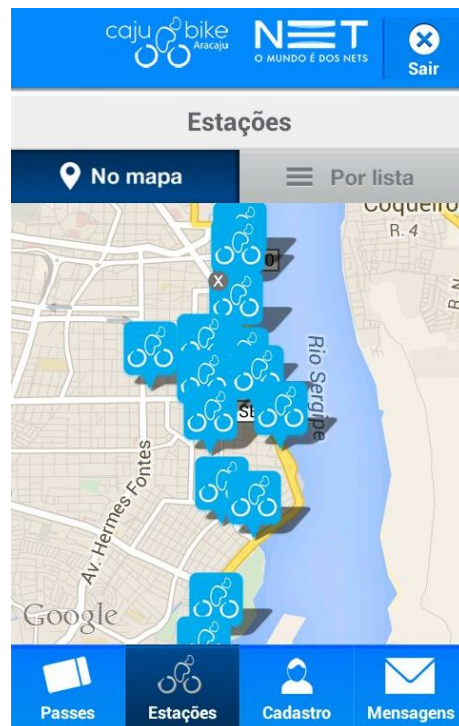 caju bike
Aracaju
NET
O MUNDO É DOS NETS
Sair
Estações
No mapa
Por lista
Coqueiro
R. 4
Rio Sergipe
Av. Hermes Fontes
Google
Passes
Estações
Cadastro
Mensagens